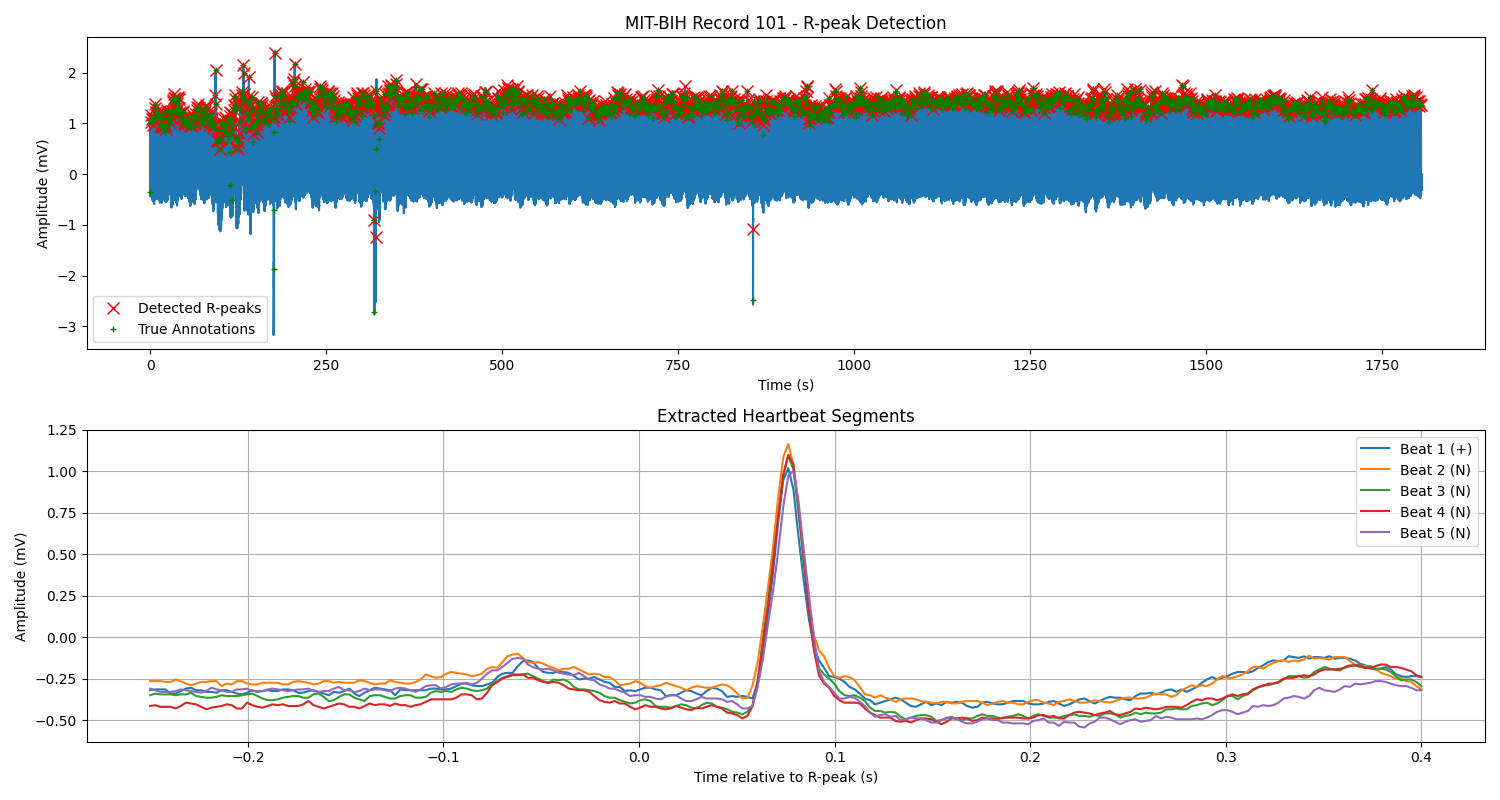 MIT-BIH Record 101 - R-peak Detection
Amplitude (mV)
2
1
0
−1
−2
−3
Detected R-peaks
True Annotations
0 250 500 750 1000 1250 1500 1750
Time (s)
Extracted Heartbeat Segments
Amplitude (mV)
1.25
1.00
0.75
0.50
0.25
0.00
−0.25
−0.50
Beat 1 (+)
Beat 2 (N)
Beat 3 (N)
Beat 4 (N)
Beat 5 (N)
−0.2 −0.1 0.0 0.1 0.2 0.3 0.4
Time relative to R-peak (s)